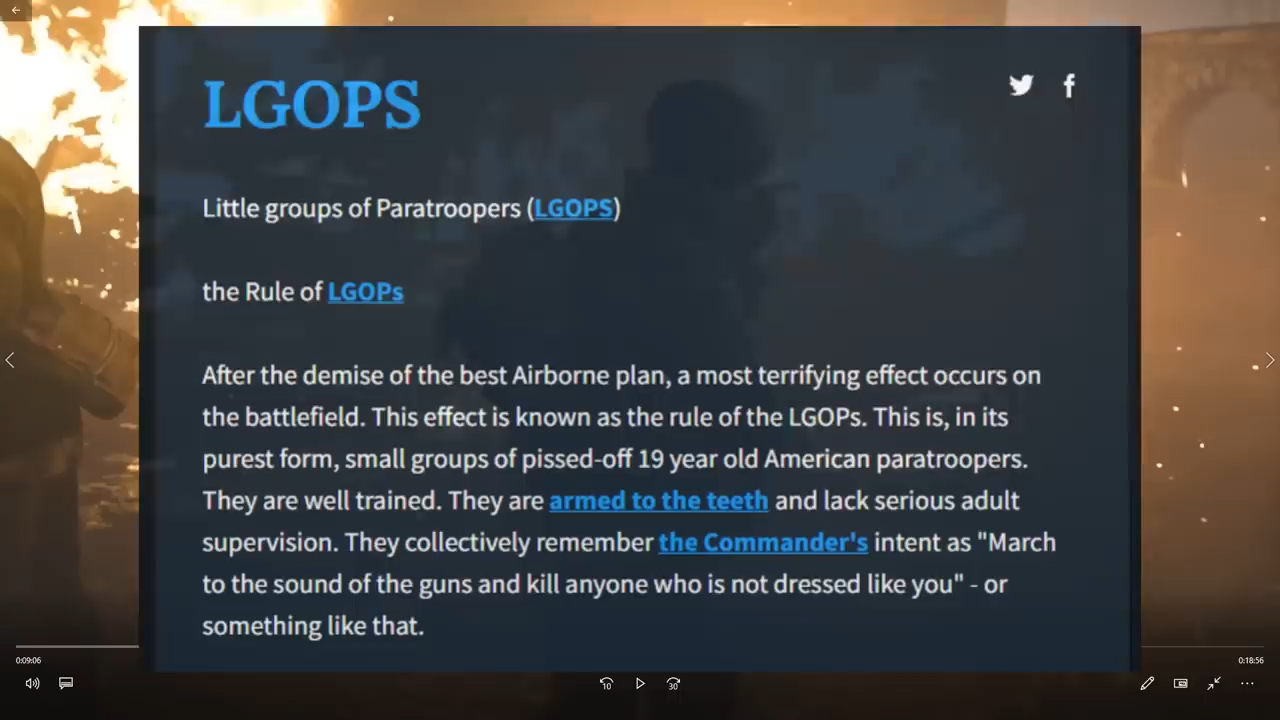 LGOPS
Little groups of Paratroopers (LGOPS)
the Rule of LGOPs
After the demise of the best Airborne plan, a most terrifying effect occurs on
the battlefield. This effect is known as the rule of the LGOPs. This is, in its
purest form, small groups of pissed-off 19 year old American paratroopers.
They are well trained. They are armed to the teeth and lack serious adult
supervision. They collectively remember the Commander's intent as "March
to the sound of the guns and kill anyone who is not dressed like you" - or
something like that.
0:09:06
0:18:56
10
30